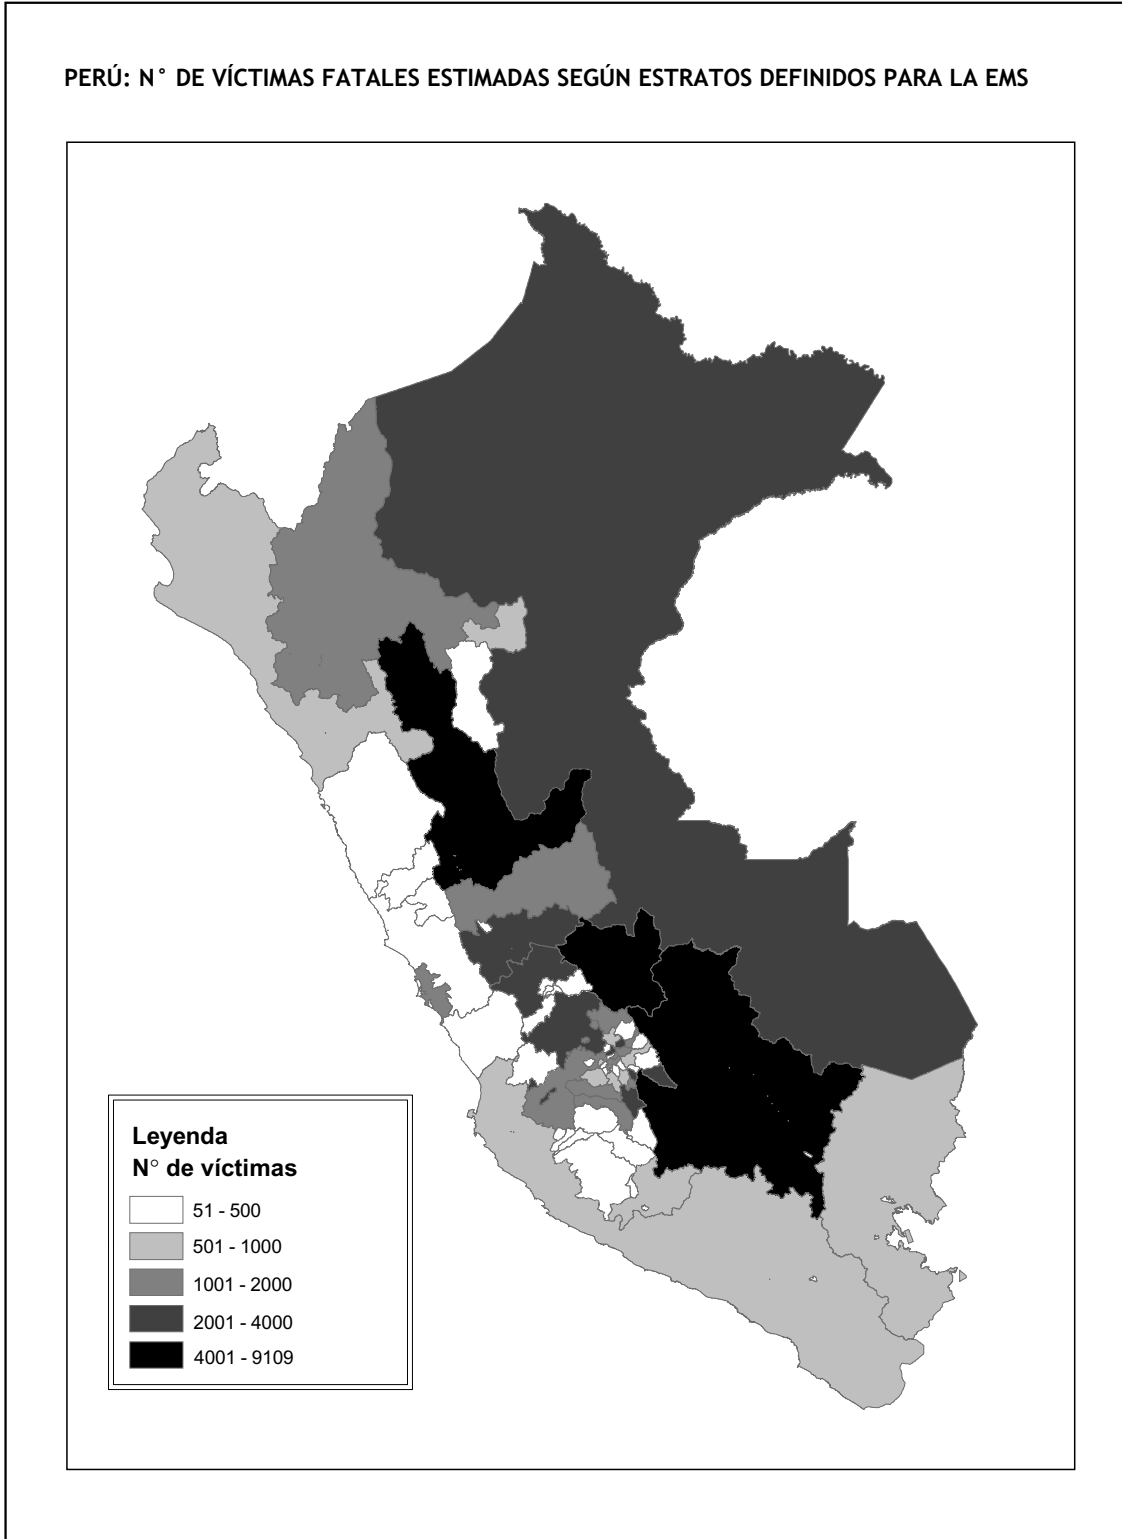 PERÚ: N° DE VÍCTIMAS FATALES ESTIMADAS SEGÚN ESTRATOS DEFINIDOS PARA LA EMS
Leyenda
N° de víctimas
51 - 500
501 - 1000
1001 - 2000
2001 - 4000
4001 - 9109